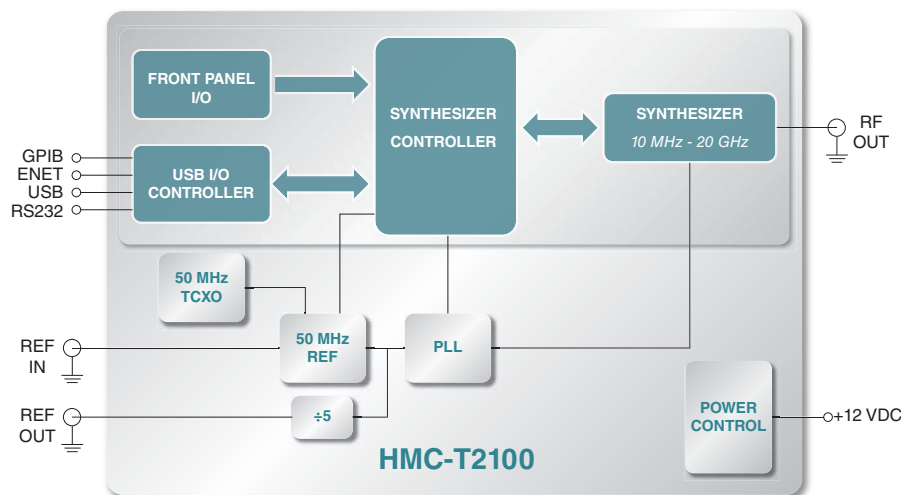 FRONT PANEL
I/O
SYNTHESIZER
CONTROLLER
SYNTHESIZER
10 MHz - 20 GHz
RF
OUT
GPIB
ENET
USB
RS232
USB I/O
CONTROLLER
50 MHz
TCXO
REF
IN
50 MHz
REF
PLL
REF
OUT
÷5
POWER
CONTROL
+12 VDC
HMC-T2100